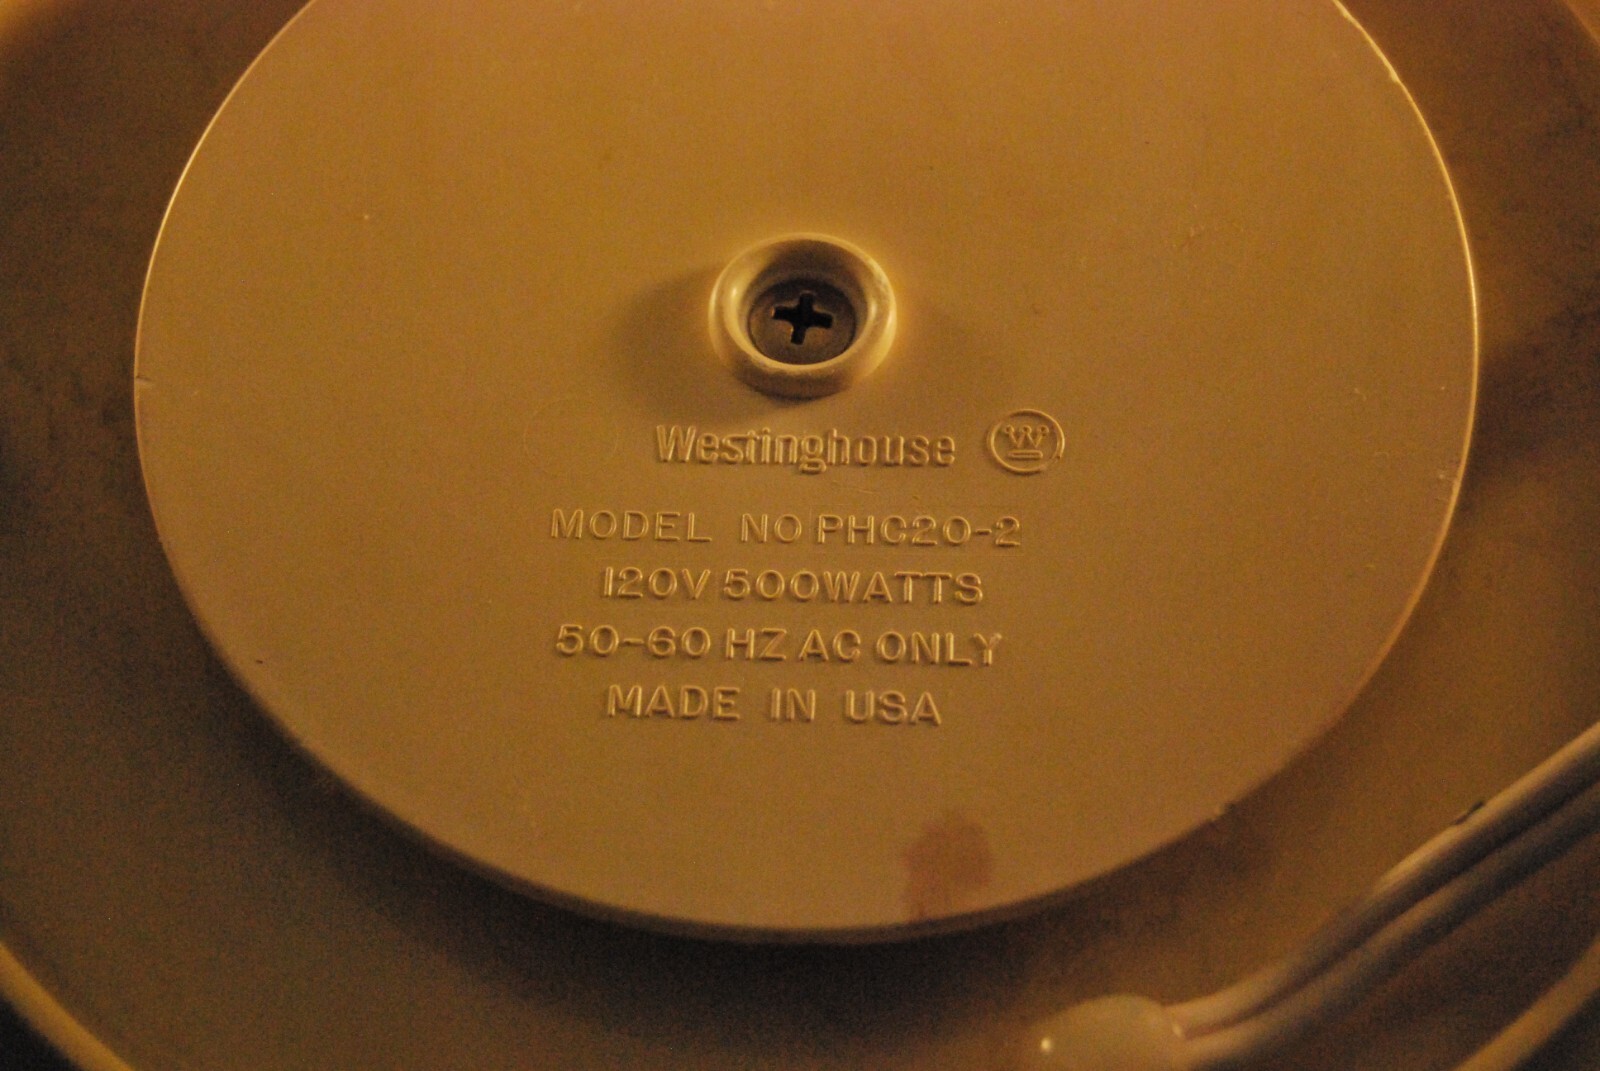 Westinghouse W
MODEL NO PHC20-2
120V 500WATTS
50-60 HZ AC ONLY
MADE IN USA